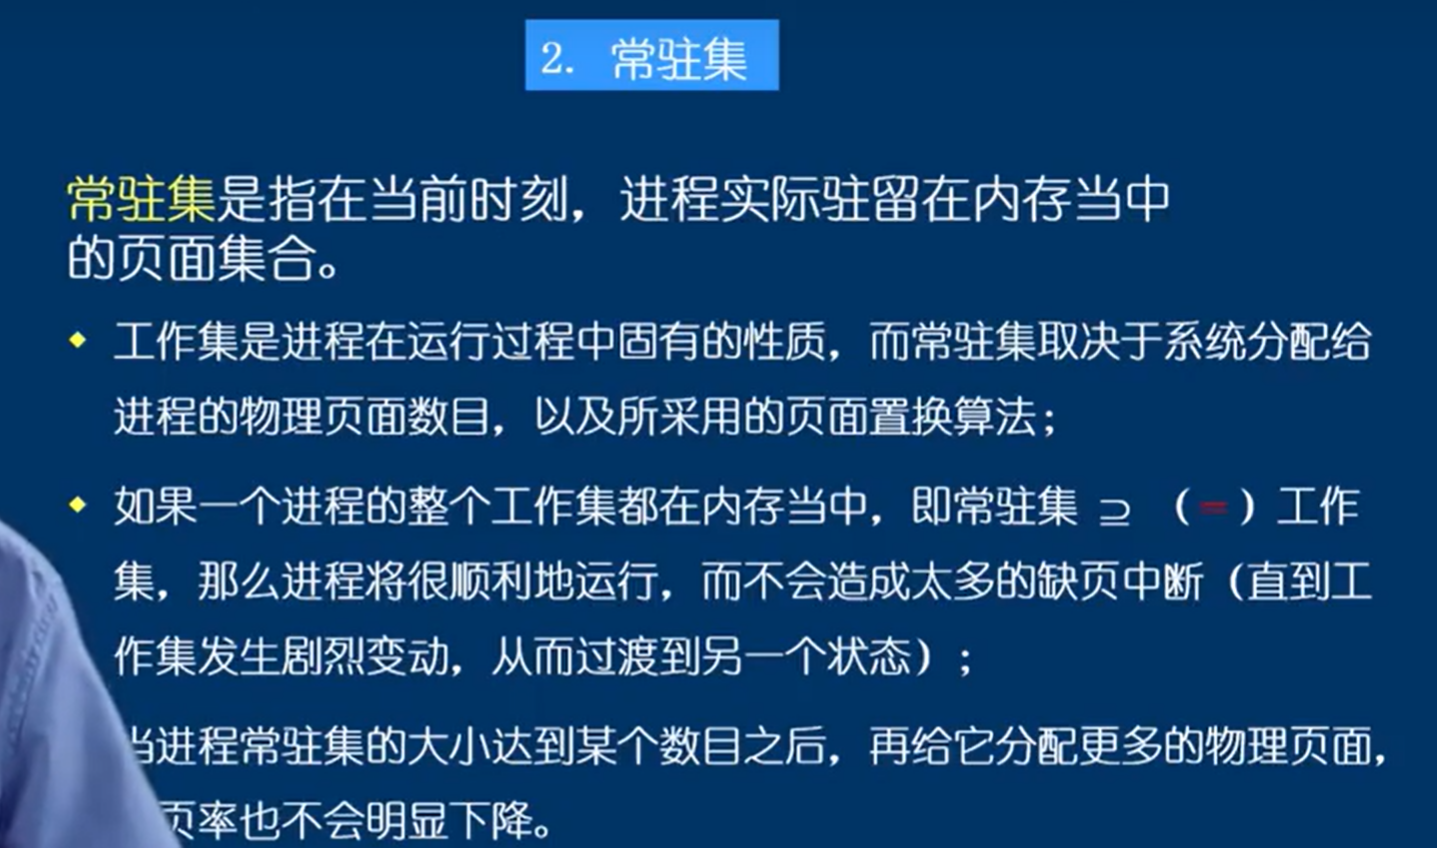 2. 常驻集
常驻集是指在当前时刻，进程实际驻留在内存当中
的页面集合。
工作集是进程在运行过程中固有的性质，而常驻集取决于系统分配给
进程的物理页面数目，以及所采用的页面置换算法；
如果一个进程的整个工作集都在内存当中，即常驻集 ⊇ （=）工作
集，那么进程将很顺利地运行，而不会造成太多的缺页中断（直到工
作集发生剧烈变动，从而过渡到另一个状态）；
当进程常驻集的大小达到某个数目之后，再给它分配更多的物理页面，
页率也不会明显下降。